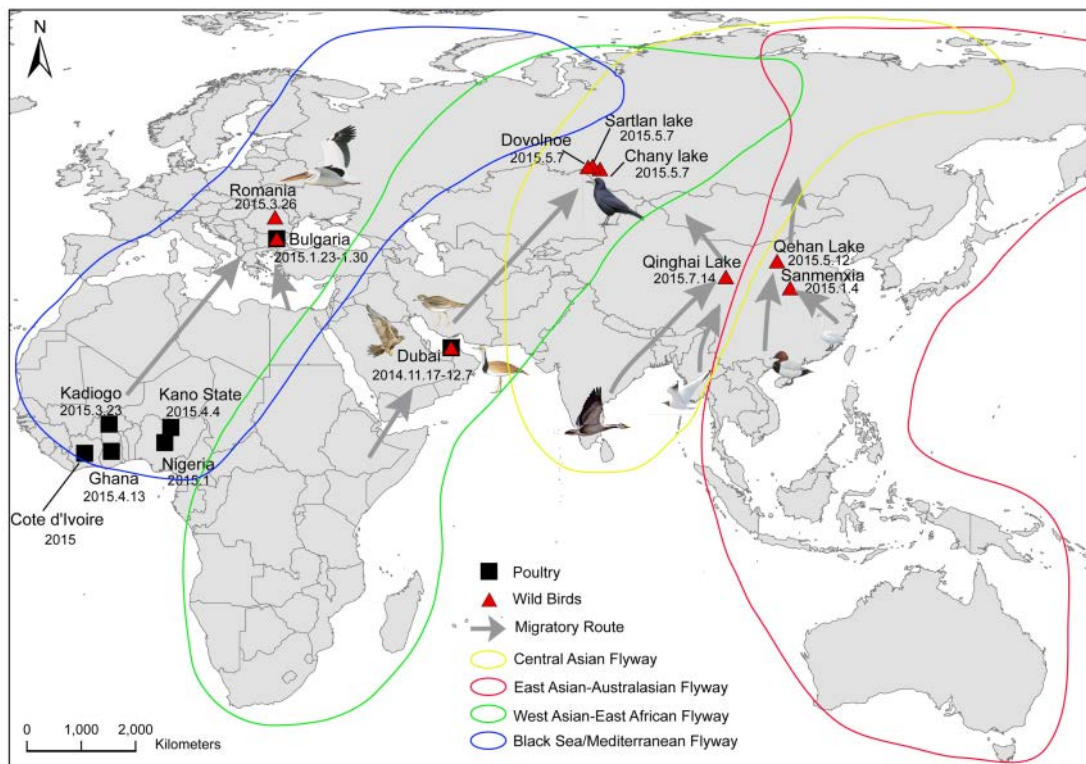 N
Sartlan lake
2015.5.7
Dovolnoe
2015.5.7
Chany lake
2015.5.7
Romania
2015.3.26
Bulgaria
2015.1.23-1.30
Qehan Lake
2015.5.12
Qinghai Lake
2015.7.14
Sanmenxia
2015.1.4
Dubai
2014.11.17-12.7
Kadiogo
2015.3.23
Kano State
2015.4.4
Nigeria
2015.1
Ghana
2015.4.13
Cote d'Ivoire
2015
Poultry
Wild Birds
Migratory Route
Central Asian Flyway
East Asian-Australasian Flyway
West Asian-East African Flyway
Black Sea/Mediterranean Flyway
0 1,000 2,000
Kilometers